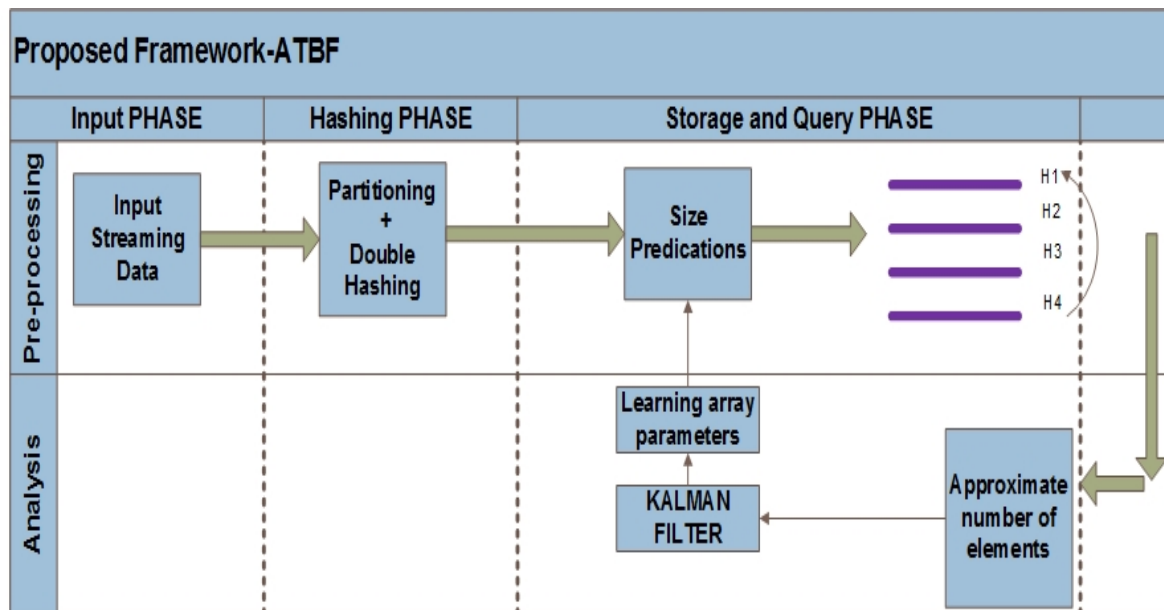 Proposed Framework-ATBF
Input PHASE
Hashing PHASE
Storage and Query PHASE
Pre-processing
Input
Streaming
Data
Partitioning
+
Double
Hashing
Size
Predications
H1
H2
H3
H4
Analysis
Learning array
parameters
KALMAN
FILTER
Approximate
number of
elements